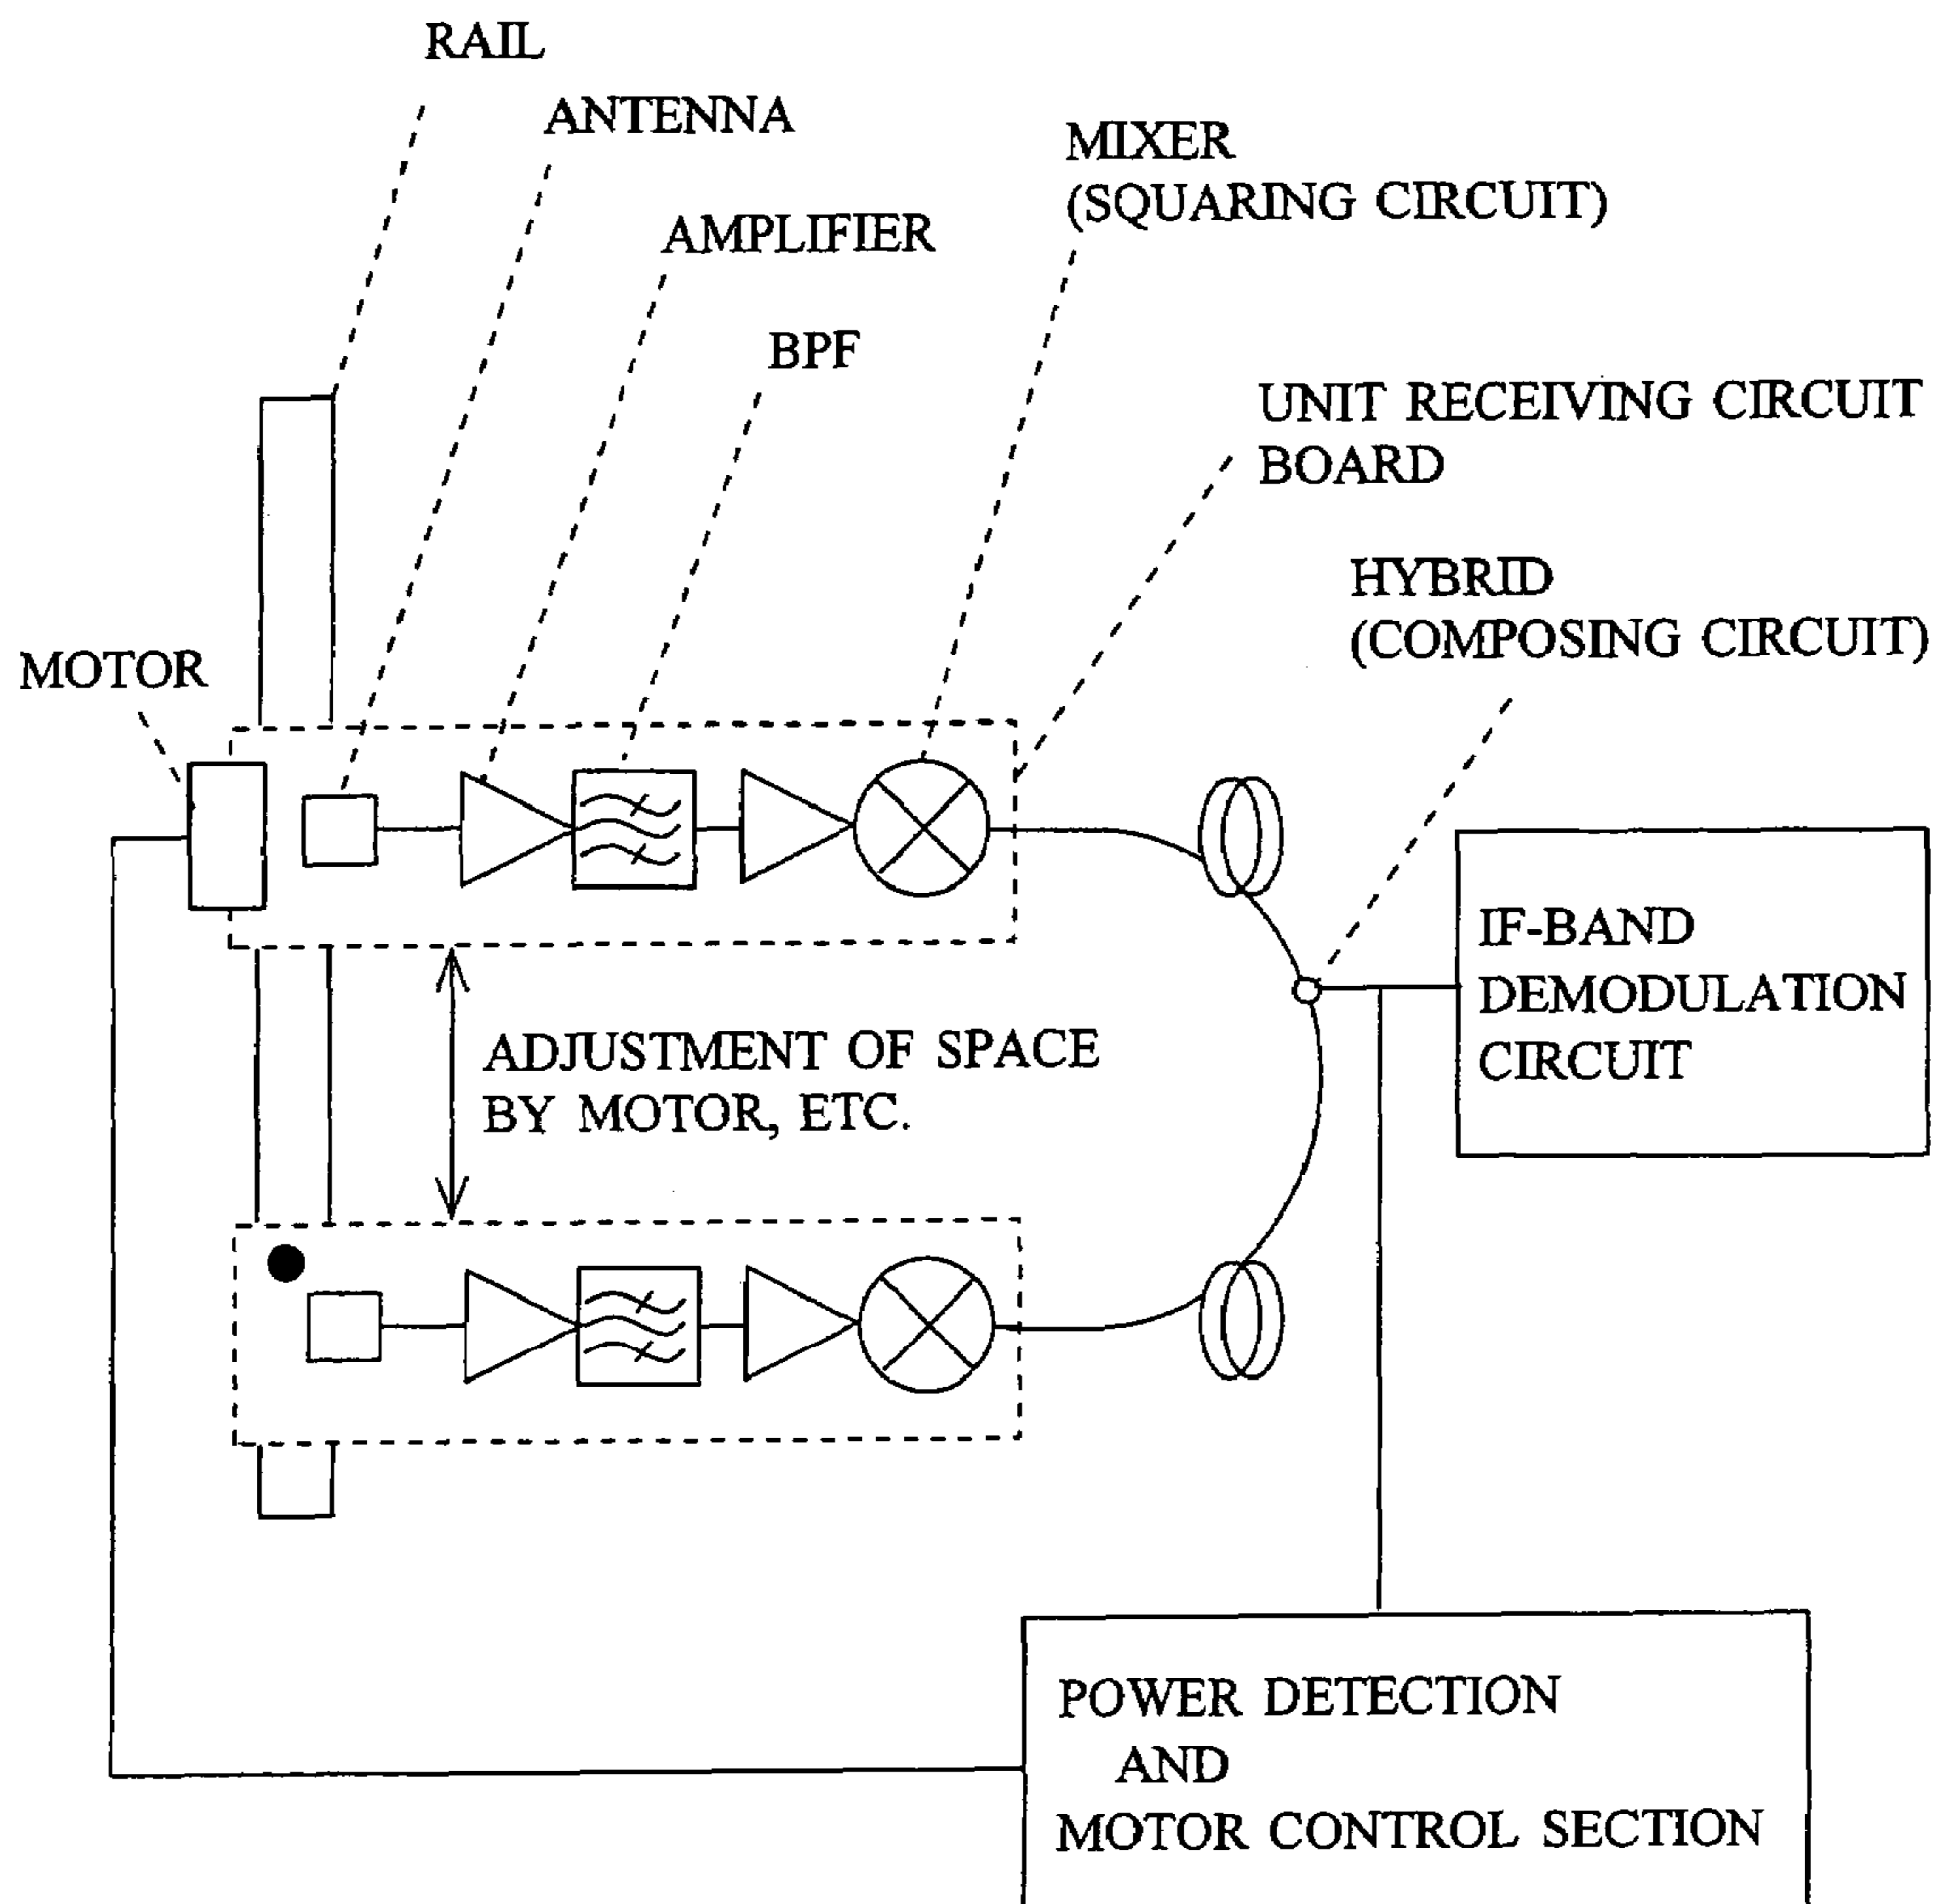 RAIL
ANTENNA
MIXER
(SQUARING CIRCUIT)
AMPLIFIER
BPF
UNIT RECEIVING CIRCUIT
BOARD
HYBRID
(COMPOSING CIRCUIT)
MOTOR
IF-BAND
DEMODULATION
CIRCUIT
ADJUSTMENT OF SPACE
BY MOTOR, ETC.
POWER DETECTION
AND
MOTOR CONTROL SECTION